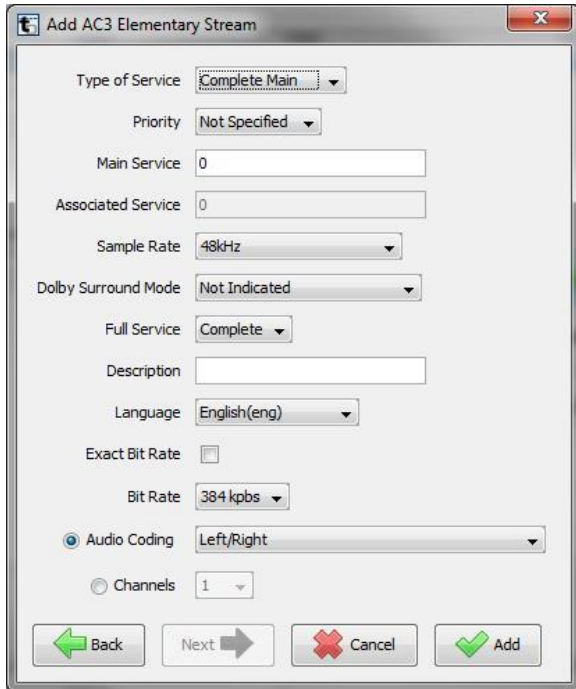 Add AC3 Elementary Stream
Type of Service Complete Main
Priority Not Specified
Main Service 0
Associated Service 0
Sample Rate 48kHz
Dolby Surround Mode Not Indicated
Full Service Complete
Description
Language English(eng)
Exact Bit Rate
Bit Rate 384 kpbs
Audio Coding Left/Right
Channels 1
Back Next Cancel Add